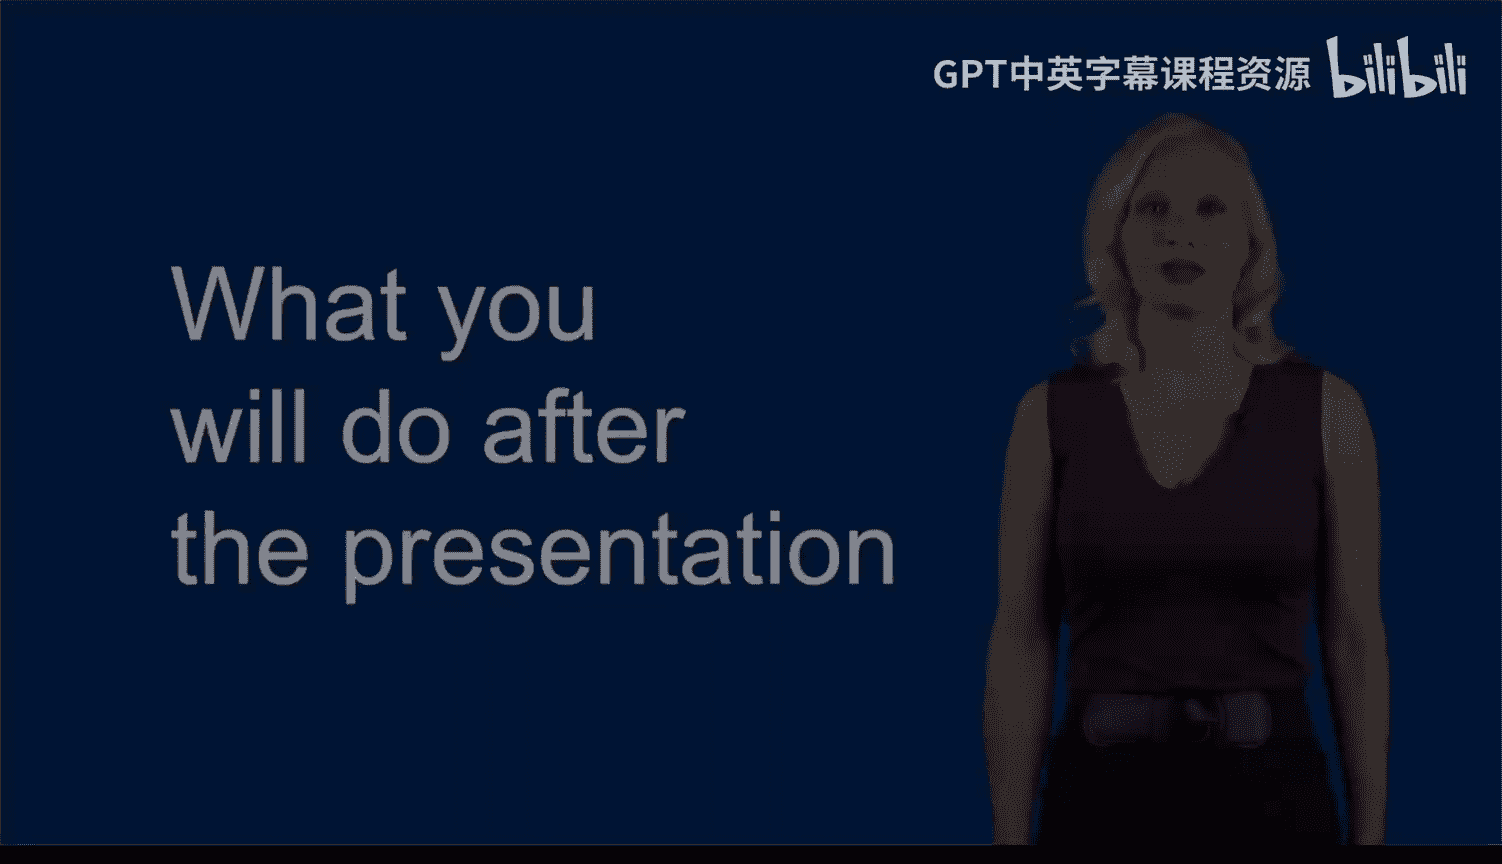 GPT中英字幕课程资源 bilibili
What you
will do after
the presentation